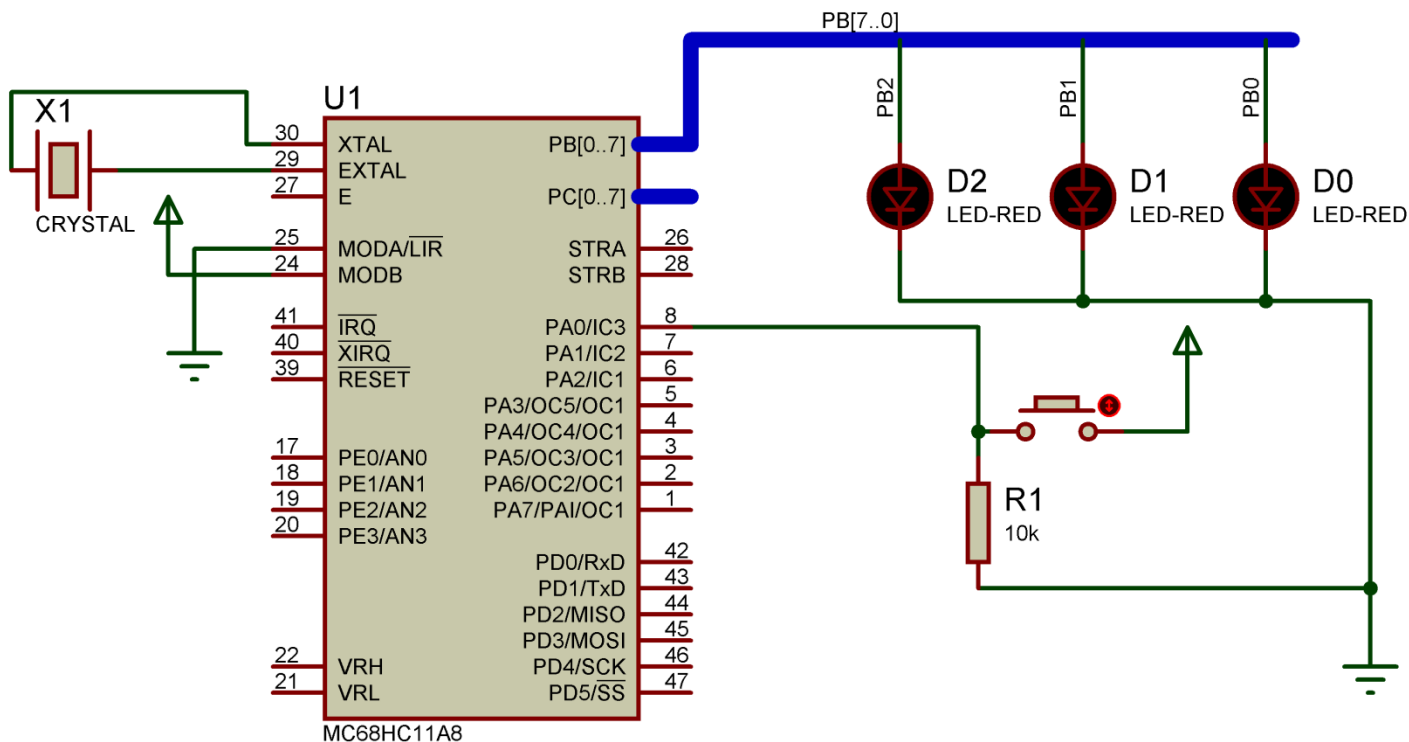 PB[7..0]
PB2
PB1
PB0
X1
CRYSTAL
U1
30 XTAL
29 EXTAL
27 E
25 MODA/LIR
24 MODB
41 IRQ
40 XIRQ
39 RESET
17 PE0/AN0
18 PE1/AN1
19 PE2/AN2
20 PE3/AN3
22 VRH
21 VRL
PB[0..7]
PC[0..7]
STRA 26
STRB 28
PA0/IC3 8
PA1/IC2 7
PA2/IC1 6
PA3/OC5/OC1 5
PA4/OC4/OC1 4
PA5/OC3/OC1 3
PA6/OC2/OC1 2
PA7/PAI/OC1 1
PD0/RxD 42
PD1/TxD 43
PD2/MISO 44
PD3/MOSI 45
PD4/SCK 46
PD5/SS 47
MC68HC11A8
D2
LED-RED
D1
LED-RED
D0
LED-RED
R1
10k